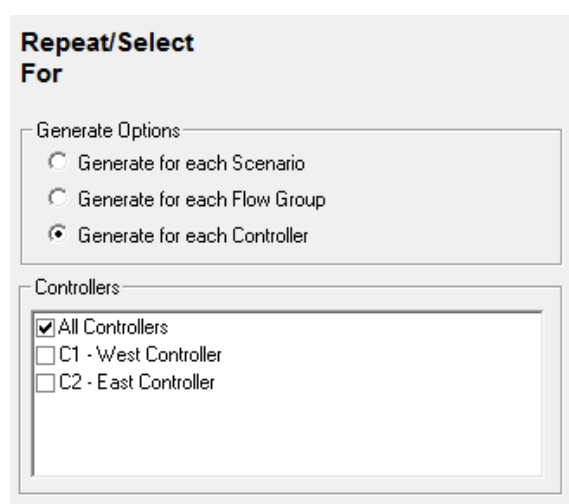 Repeat/Select
For
Generate Options
Generate for each Scenario
Generate for each Flow Group
Generate for each Controller
Controllers
All Controllers
C1 - West Controller
C2 - East Controller